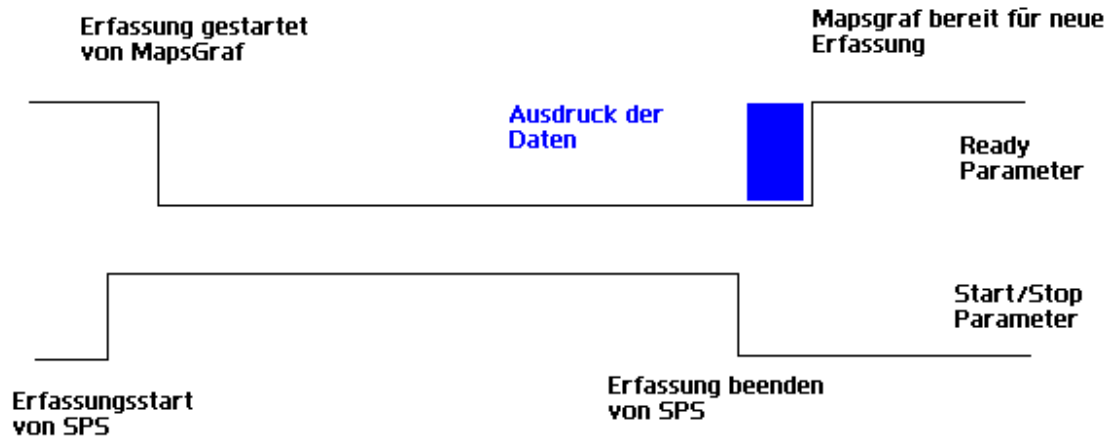 Erfassung gestartet
von MapsGraf
Mapsgraf bereit für neue
Erfassung
Ausdruck der
Daten
Ready
Parameter
Start/Stop
Parameter
Erfassungsstart
von SPS
Erfassung beenden
von SPS